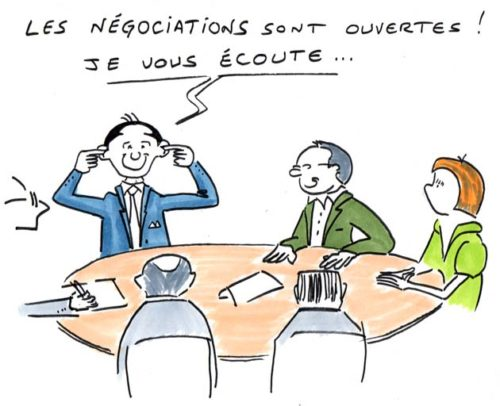 LES NÉGOCIATIONS SONT OUVERTES !
JE VOUS ÉCOUTE...